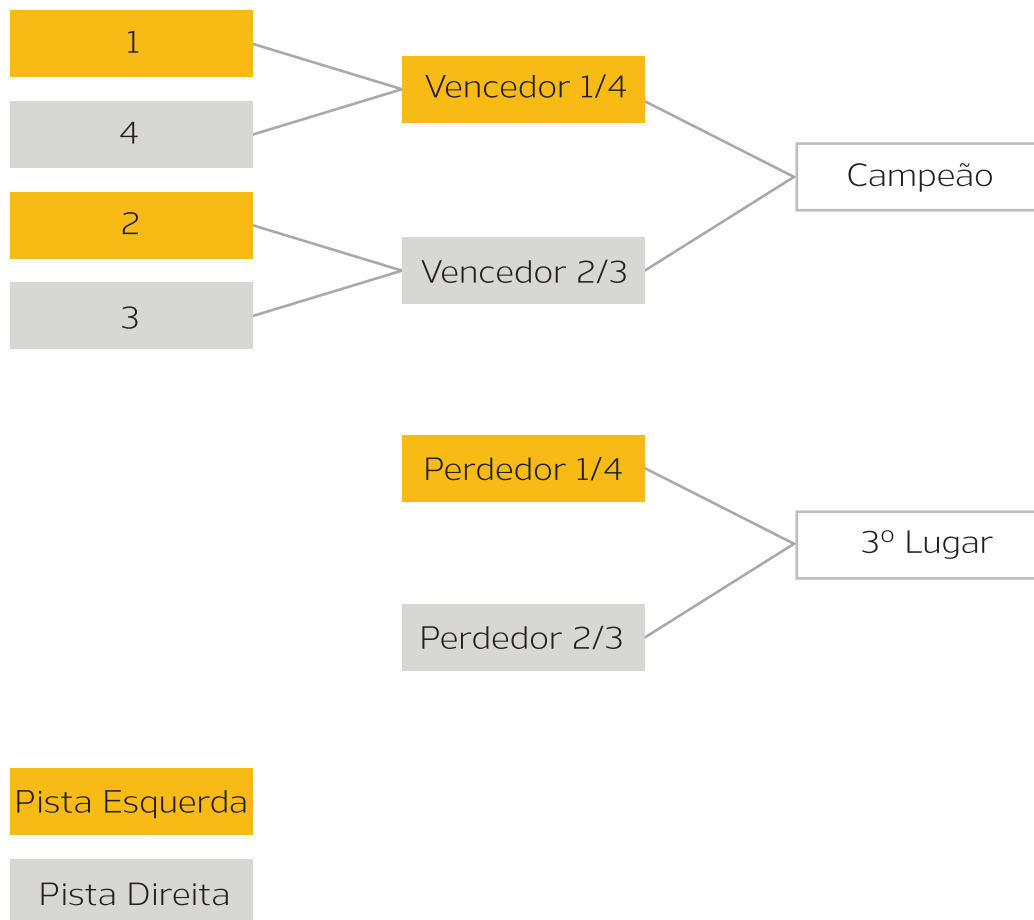 1
4
2
3
Vencedor 1/4
Vencedor 2/3
Campeão
Perdedor 1/4
Perdedor 2/3
3º Lugar
Pista Esquerda
Pista Direita